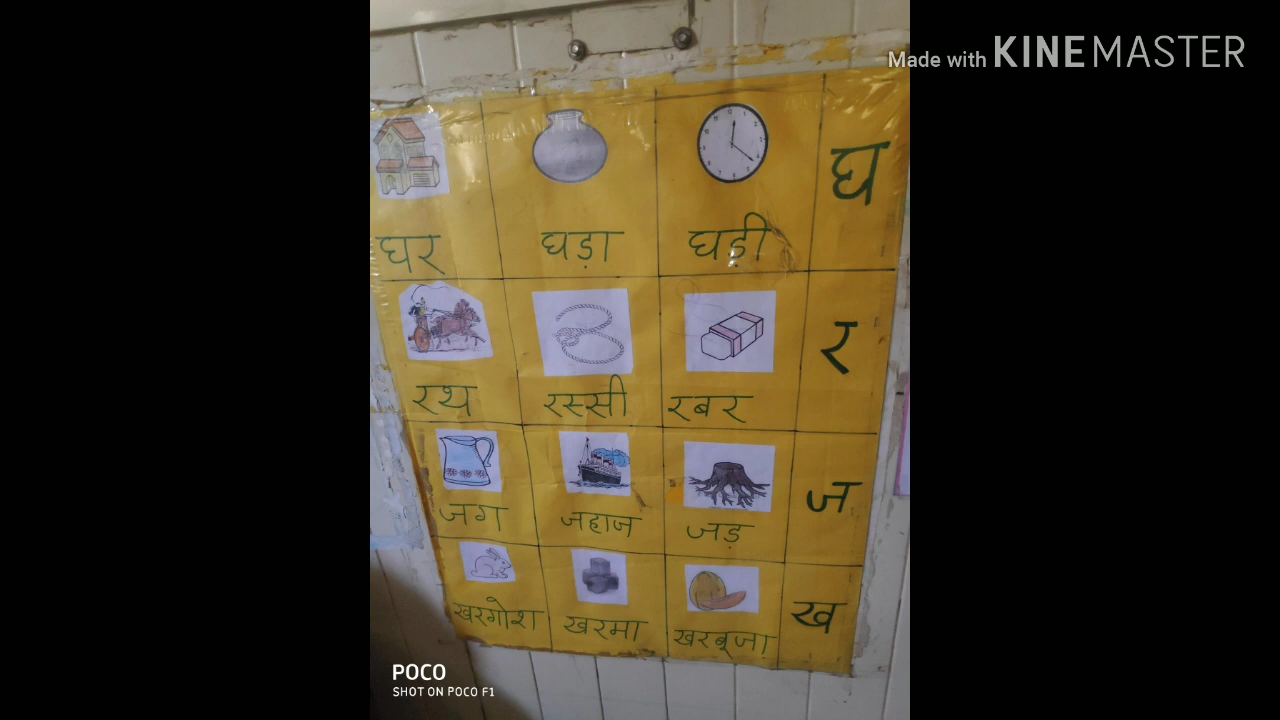 Made with KINEMASTER
घ
घर घड़ा घड़ी
र
रथ रस्सी रबर
ज
जग जहाज जड़
ख
खरगोश खरमा खरबूजा
POCO
SHOT ON POCO F1